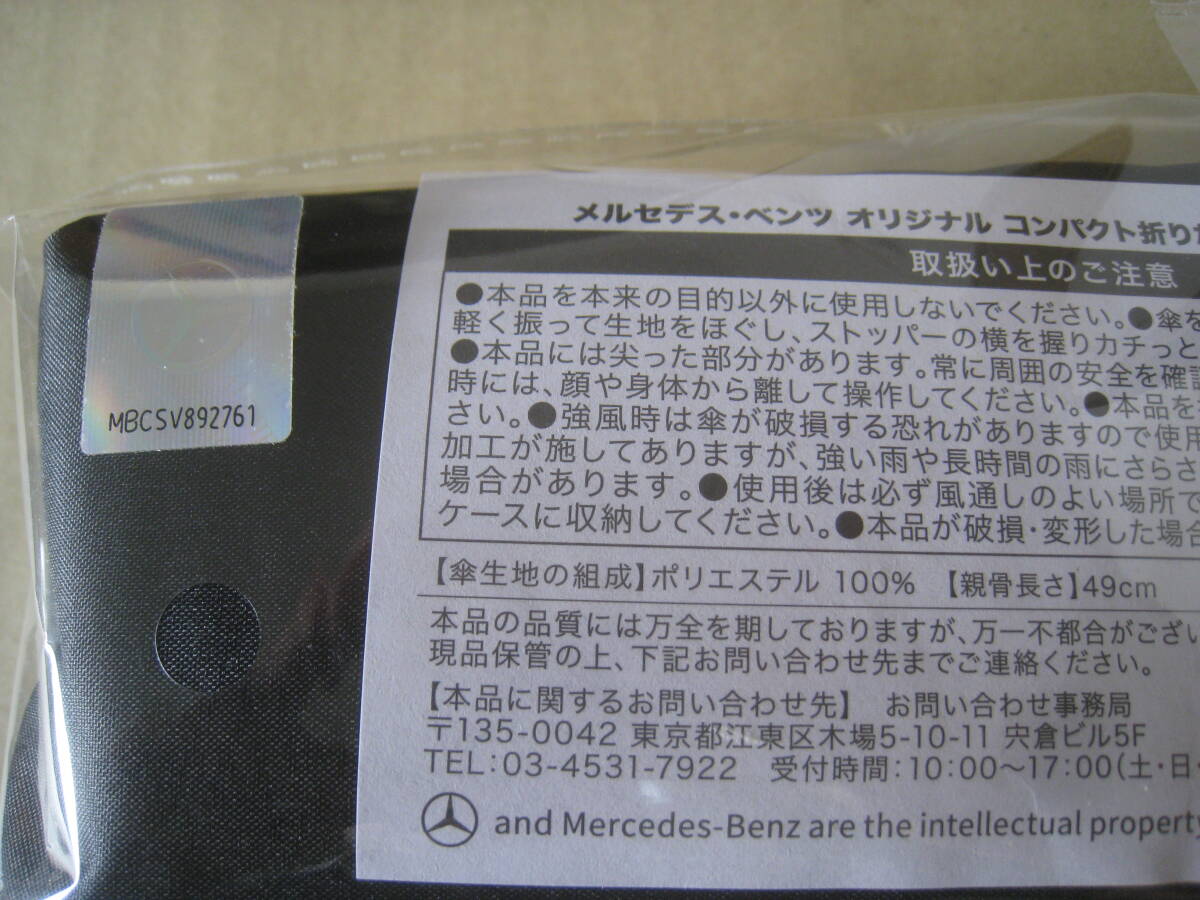 メルセデス・ベンツ オリジナル コンパクト折り
取扱い上のご注意
●本品を本来の目的以外に使用しないでください。●傘を
軽く振って生地をほぐし、ストッパーの横を握りカチっと
●本品には尖った部分があります。常に周囲の安全を確認
時には、顔や身体から離して操作してください。●本品を
さい。●強風時は傘が破損する恐れがありますので使用
加工が施してありますが、強い雨や長時間の雨にさらさ
場合があります。●使用後は必ず風通しのよい場所で
ケースに収納してください。●本品が破損・変形した場合
【傘生地の組成】ポリエステル 100% 【親骨長さ】49cm
本品の品質には万全を期しておりますが、万一不都合がござい
現品保管の上、下記お問い合わせ先までご連絡ください。
【本品に関するお問い合わせ先】 お問い合わせ事務局
〒135-0042 東京都江東区木場5-10-11 宍倉ビル5F
TEL:03-4531-7922 受付時間:10:00〜17:00(土・日・
and Mercedes-Benz are the intellectual property
MBCSV892761